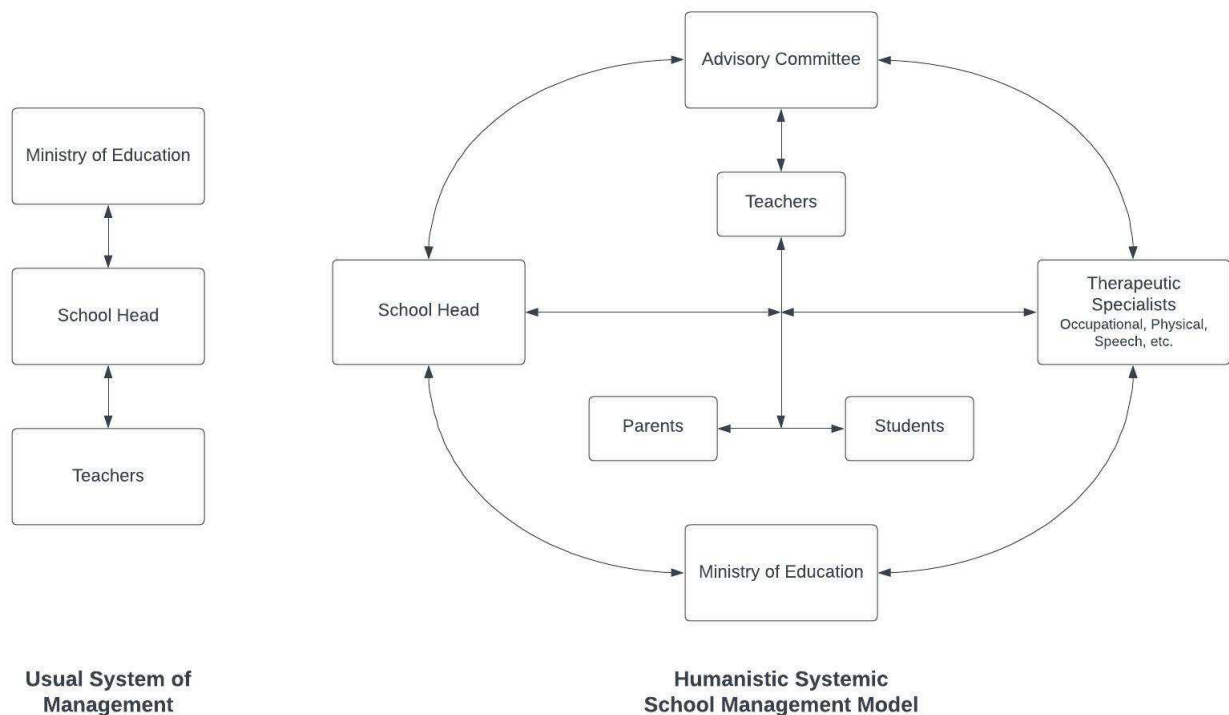 Ministry of Education
School Head
Teachers
Usual System of
Management
Advisory Committee
Teachers
School Head
Therapeutic
Specialists
Occupational, Physical,
Speech, etc.
Parents
Students
Ministry of Education
Humanistic Systemic
School Management Model